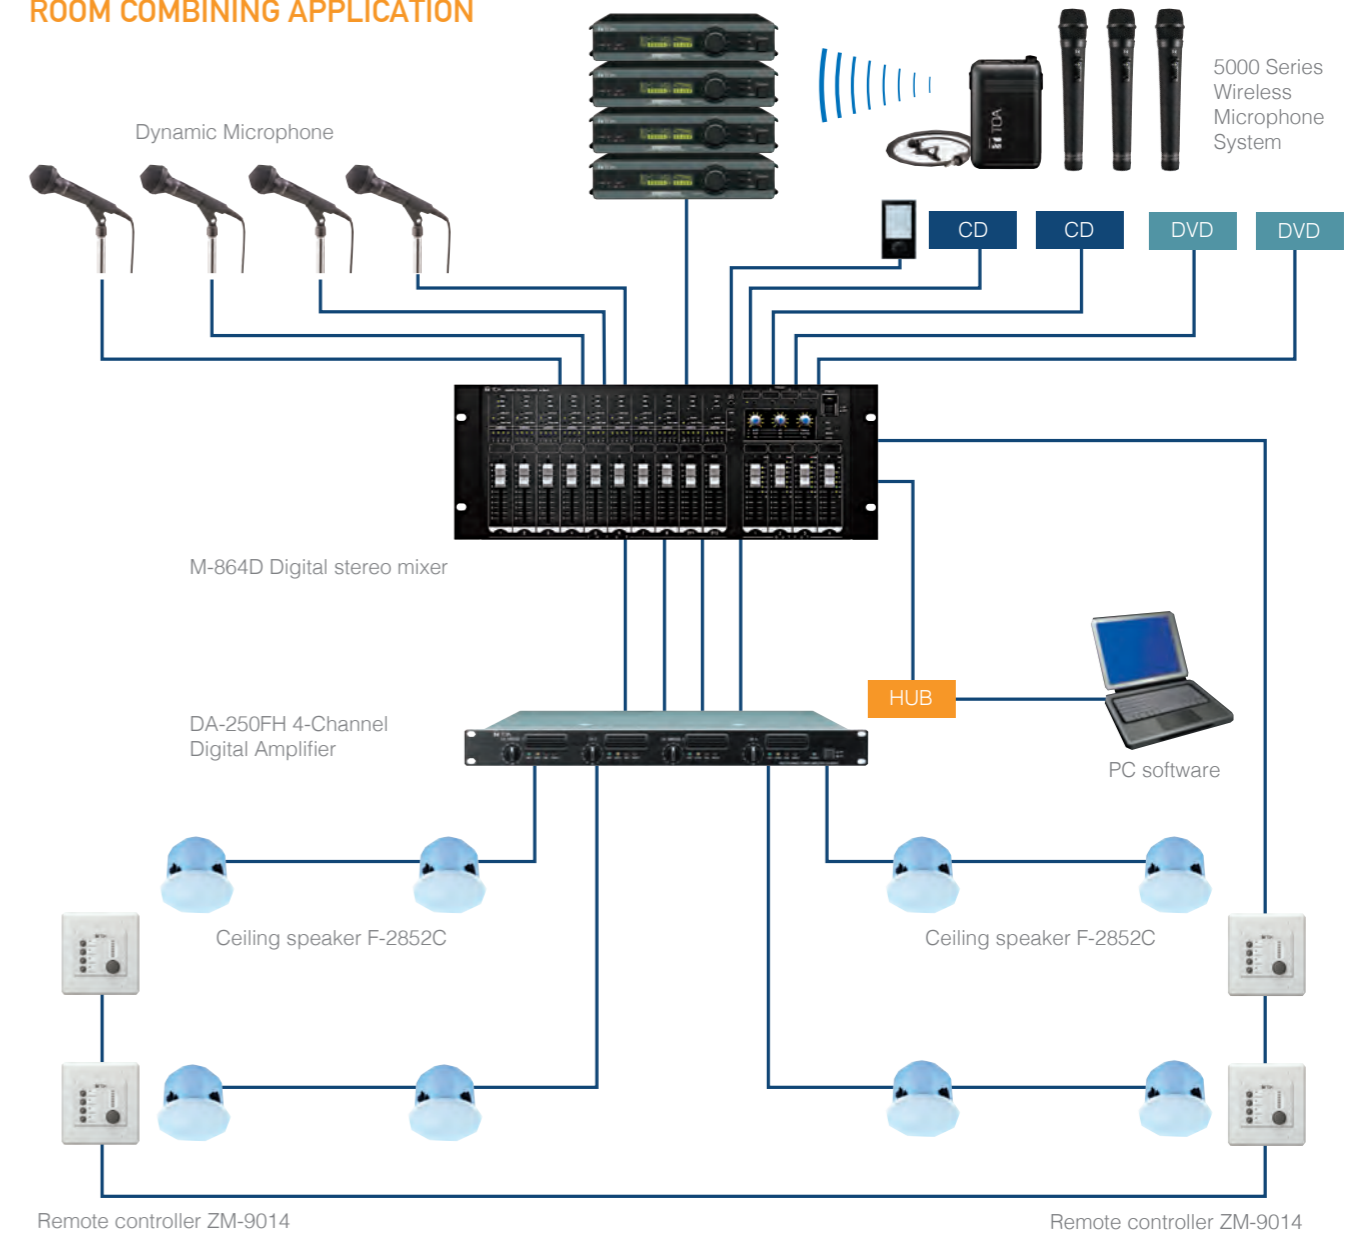 ROOM COMBINING APPLICATION
Dynamic Microphone
5000 Series
Wireless
Microphone
System
TOA
CD
CD
DVD
DVD
M-864D Digital stereo mixer
HUB
DA-250FH 4-Channel
Digital Amplifier
PC software
Ceiling speaker F-2852C
Ceiling speaker F-2852C
Remote controller ZM-9014
Remote controller ZM-9014